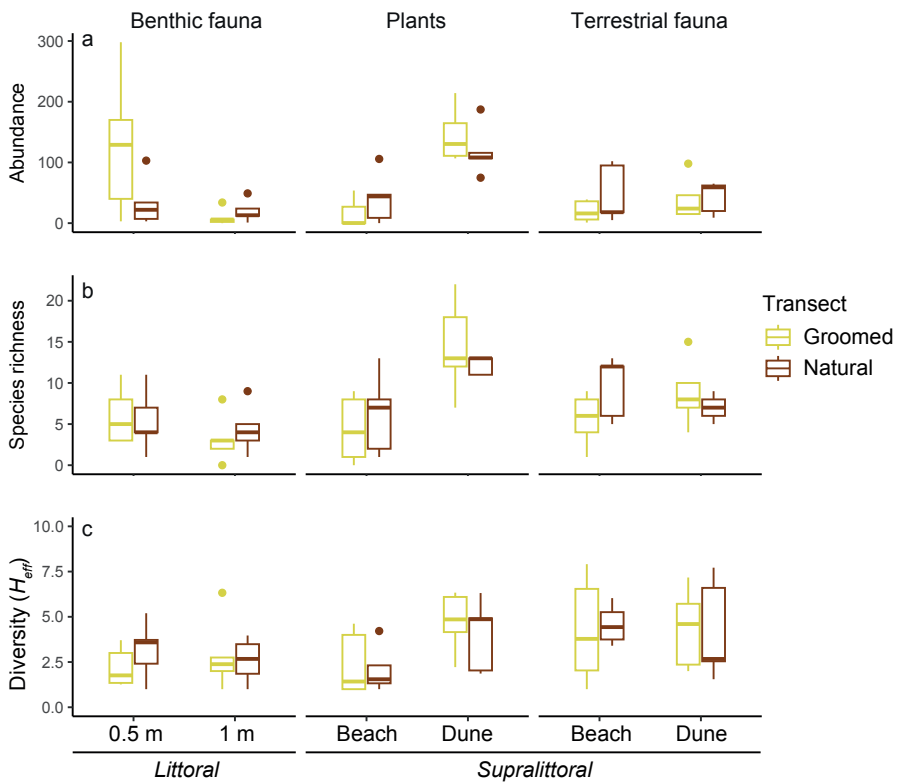 Benthic fauna Plants Terrestrial fauna
a
Abundance
300
200
100
0
b
Species richness
20
15
10
5
0
c
Diversity (Heff)
10.0
7.5
5.0
2.5
0.0
Transect
Groomed
Natural
0.5 m 1 m Beach Dune Beach Dune
Littoral Supralittoral